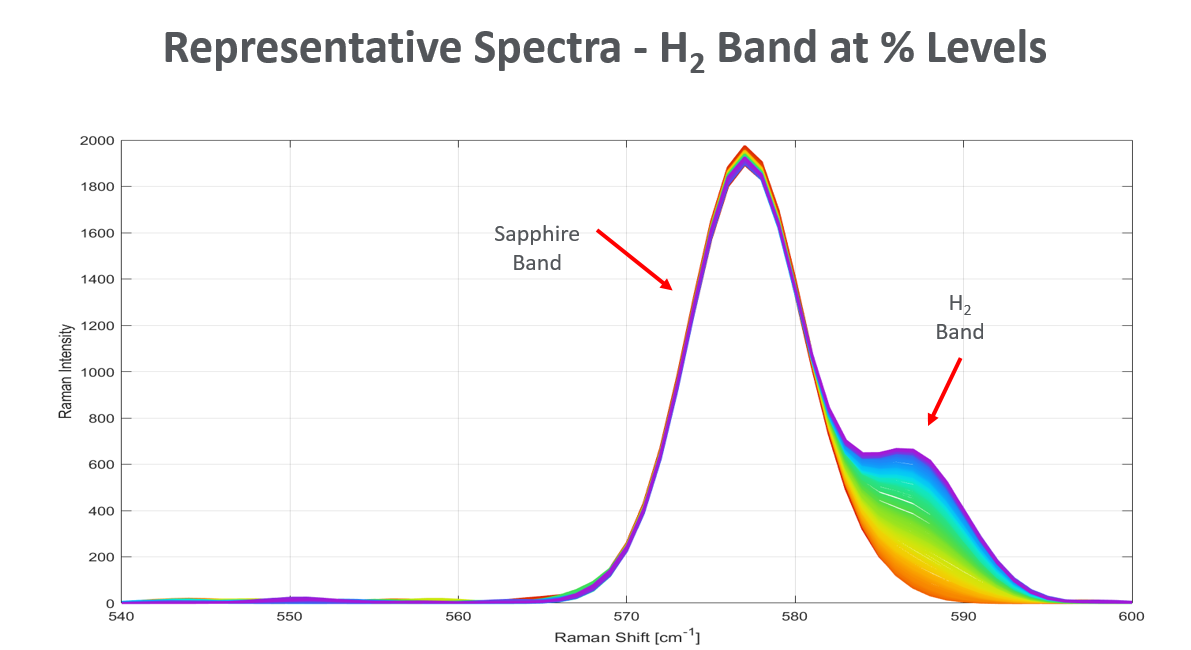 Representative Spectra - H₂ Band at % Levels
2000
1800
1600
1400
1200
1000
800
600
400
200
0
Raman Intensity
Sapphire
Band
H₂
Band
540
550
560
570
580
590
600
Raman Shift [cm⁻¹]